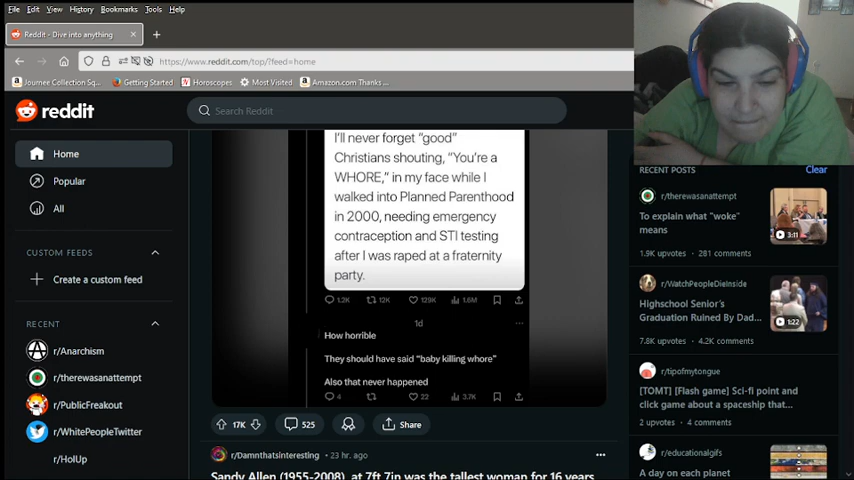 File Edit View History Bookmarks Tools Help
Reddit - Dive into anything
https://www.reddit.com/top/?feed=home
Journee Collection Sq...
Getting Started
Horoscopes
Most Visited
Amazon.com Thanks ...
reddit
Search Reddit
Home
Popular
All
CUSTOM FEEDS
Create a custom feed
RECENT
r/Anarchism
r/therewasanattempt
r/PublicFreakout
r/WhitePeopleTwitter
r/HolUp
I'll never forget "good"
Christians shouting, "You're a
WHORE," in my face while I
walked into Planned Parenthood
in 2000, needing emergency
contraception and STI testing
after I was raped at a fraternity
party.
1.2K 12K 129K 1.6M
1d
How horrible
They should have said "baby killing whore"
Also that never happened
4 22 3.7K
17K 525 Share
r/Damnthatsinteresting • 23 hr. ago
Sandy Allen (1955-2008), at 7ft 7in was the tallest woman for 16 years
RECENT POSTS Clear
r/therewasanattempt
To explain what "woke"
means
3:11
1.9K upvotes · 281 comments
r/WatchPeopleDieInside
Highschool Senior's
Graduation Ruined By Dad...
1:22
7.8K upvotes · 4.2K comments
r/tipofmytongue
[TOMT] [Flash game] Sci-fi point and
click game about a spaceship that...
2 upvotes · 4 comments
r/educationalgifs
A day on each planet